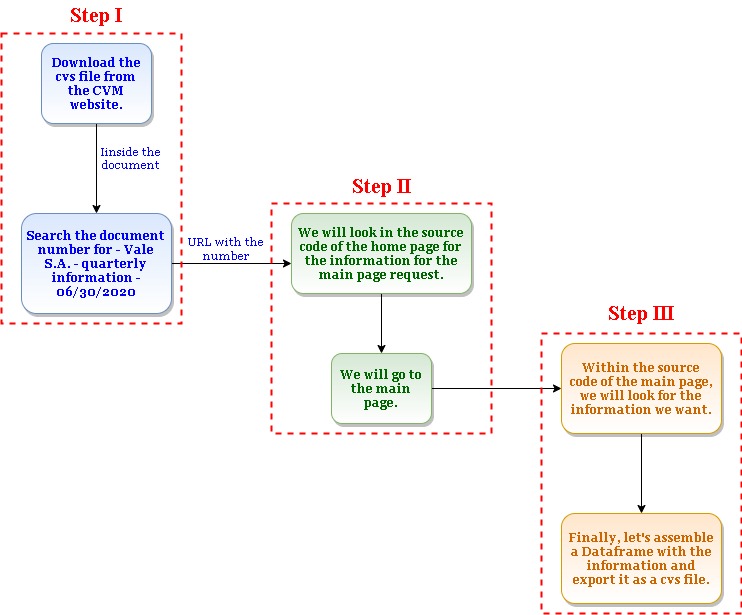 Step I
Download the
cvs file from
the CVM
website.
Iinside the
document
Search the document
number for - Vale
S.A. - quarterly
information -
06/30/2020
URL with the
number
Step II
We will look in the source
code of the home page for
the information for the
main page request.
We will go to
the main
page.
Step III
Within the source
code of the main page,
we will look for the
information we want.
Finally, let's assemble
a Dataframe with the
information and
export it as a cvs file.